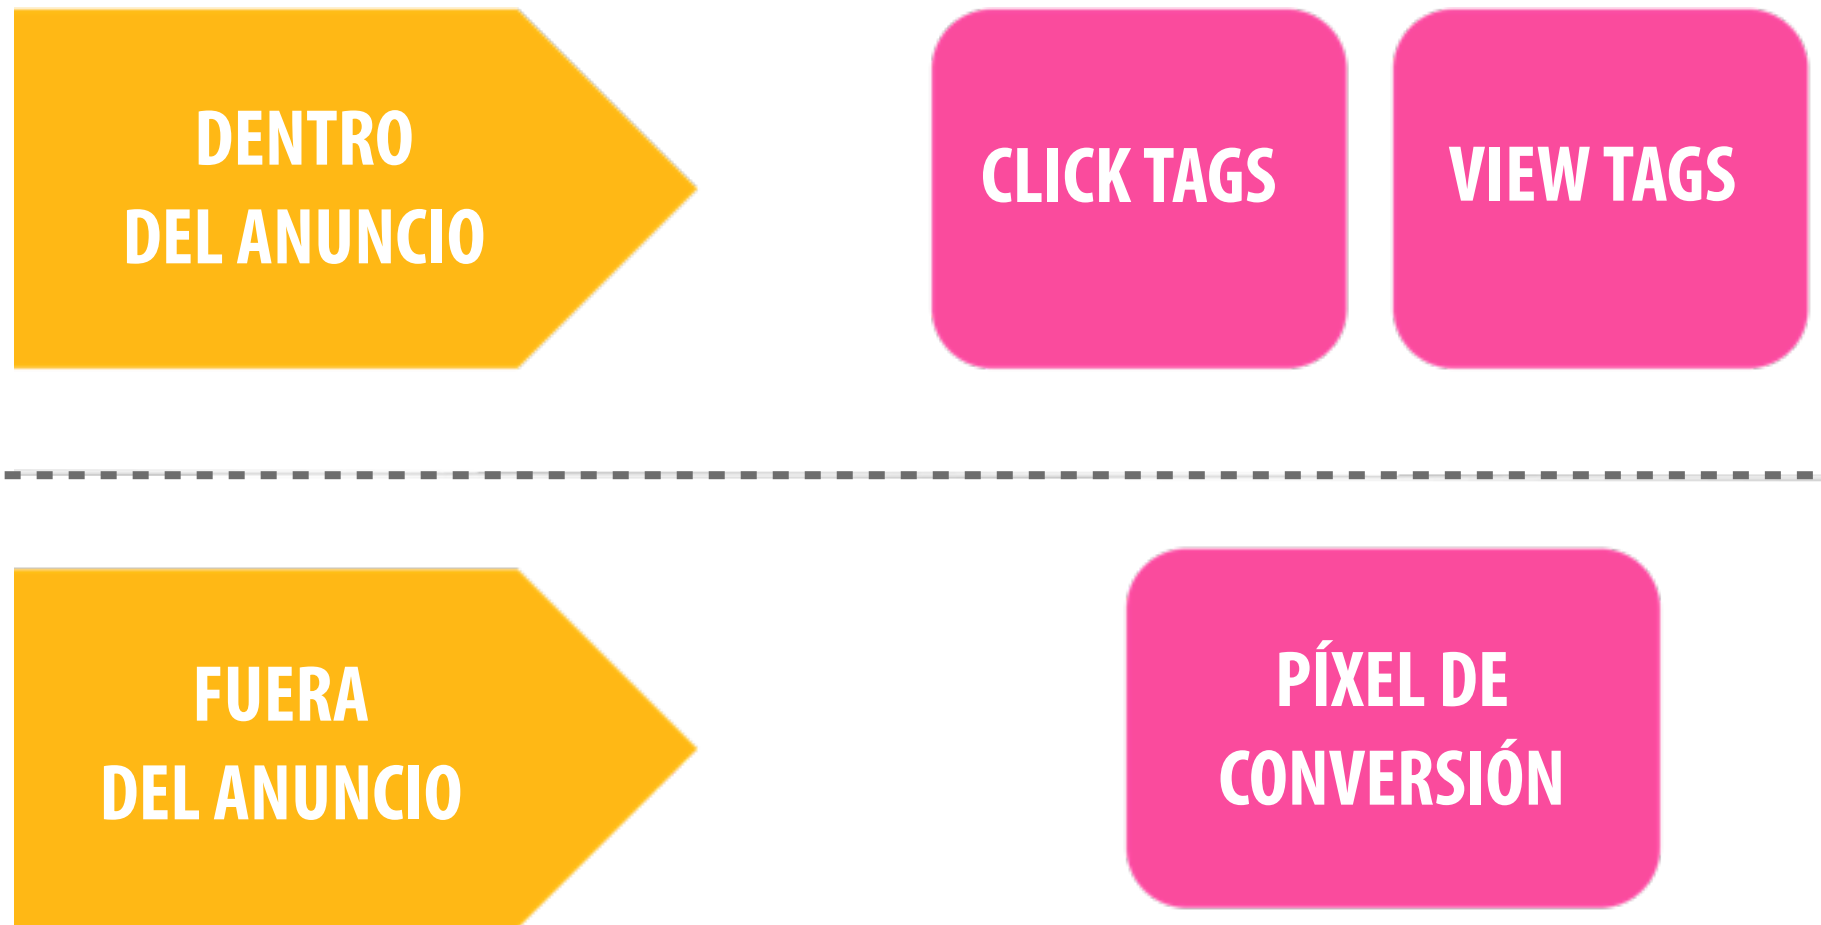 DENTRO
DEL ANUNCIO
CLICK TAGS
VIEW TAGS
FUERA
DEL ANUNCIO
PÍXEL DE
CONVERSIÓN